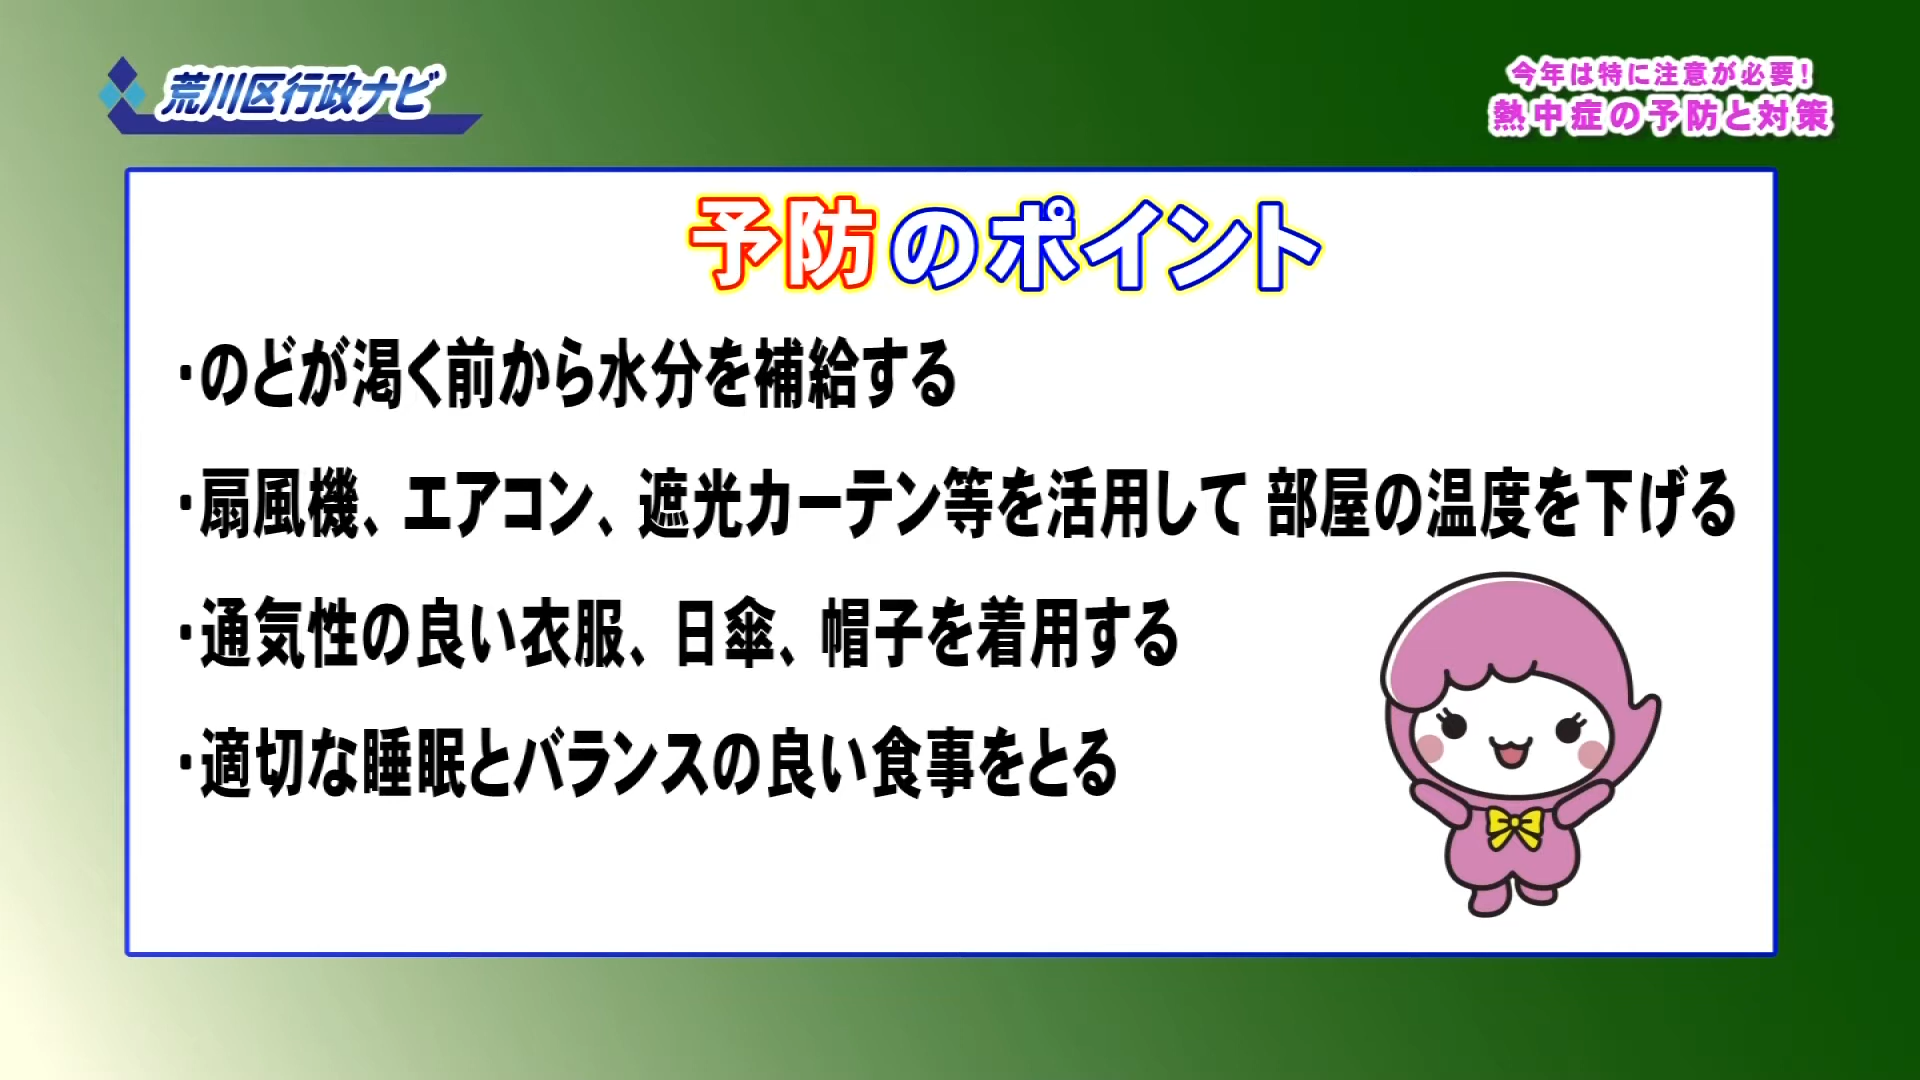 荒川区行政ナビ
今年は特に注意が必要!
熱中症の予防と対策
予防のポイント
・のどが渇く前から水分を補給する
・扇風機、エアコン、遮光カーテン等を活用して 部屋の温度を下げる
・通気性の良い衣服、日傘、帽子を着用する
・適切な睡眠とバランスの良い食事をとる